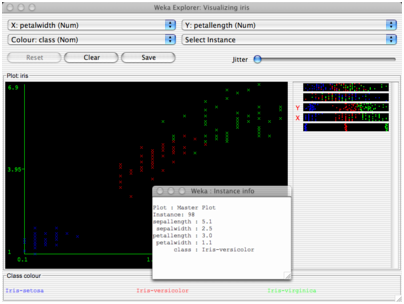 Weka Explorer: Visualizing iris
X: petalwidth (Num) Y: petallength (Num)
Colour: class (Nom) Select Instance
Reset Clear Save Jitter
Plot: iris
6.9
3.95
1
0.1
Y
X
Weka : Instance info
Plot : Master Plot
Instance: 98
sepallength : 5.1
sepalwidth : 2.5
petallength : 3.0
petalwidth : 1.1
class : Iris-versicolor
Class colour
Iris-setosa Iris-versicolor Iris-virginica